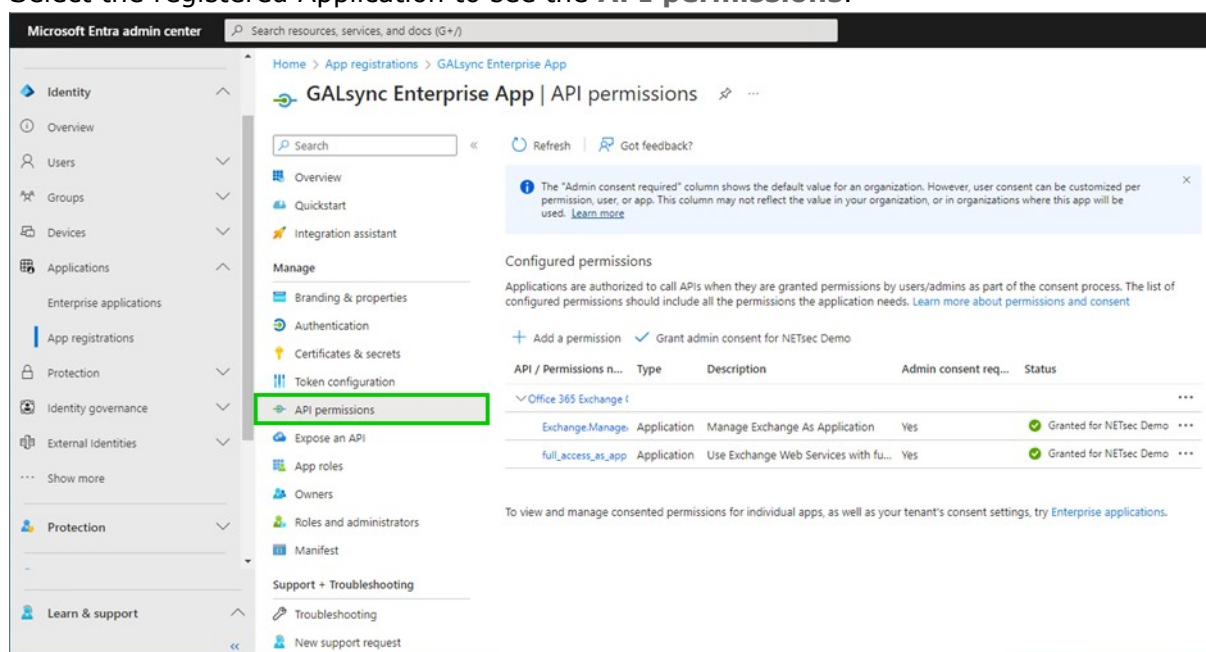 Select the registered Application to see the API permissions.
Microsoft Entra admin center
Search resources, services, and docs (G+/)
Home > App registrations > GALsync Enterprise App
GALsync Enterprise App | API permissions
Identity
Overview
Users
Groups
Devices
Applications
Enterprise applications
App registrations
Protection
Identity governance
External Identities
Show more
Protection
Learn & support
Search
Overview
Quickstart
Integration assistant
Manage
Branding & properties
Authentication
Certificates & secrets
Token configuration
API permissions
Expose an API
App roles
Owners
Roles and administrators
Manifest
Support + Troubleshooting
Troubleshooting
New support request
Refresh
Got feedback?
The "Admin consent required" column shows the default value for an organization. However, user consent can be customized per
permission, user, or app. This column may not reflect the value in your organization, or in organizations where this app will be
used. Learn more
Configured permissions
Applications are authorized to call APIs when they are granted permissions by users/admins as part of the consent process. The list of
configured permissions should include all the permissions the application needs. Learn more about permissions and consent
Add a permission
Grant admin consent for NETsec Demo
API / Permissions n... Type Description Admin consent req... Status
Office 365 Exchange
Exchange.Manage Application Manage Exchange As Application Yes Granted for NETsec Demo
full_access_as_app Application Use Exchange Web Services with fu... Yes Granted for NETsec Demo
To view and manage consented permissions for individual apps, as well as your tenant's consent settings, try Enterprise applications.